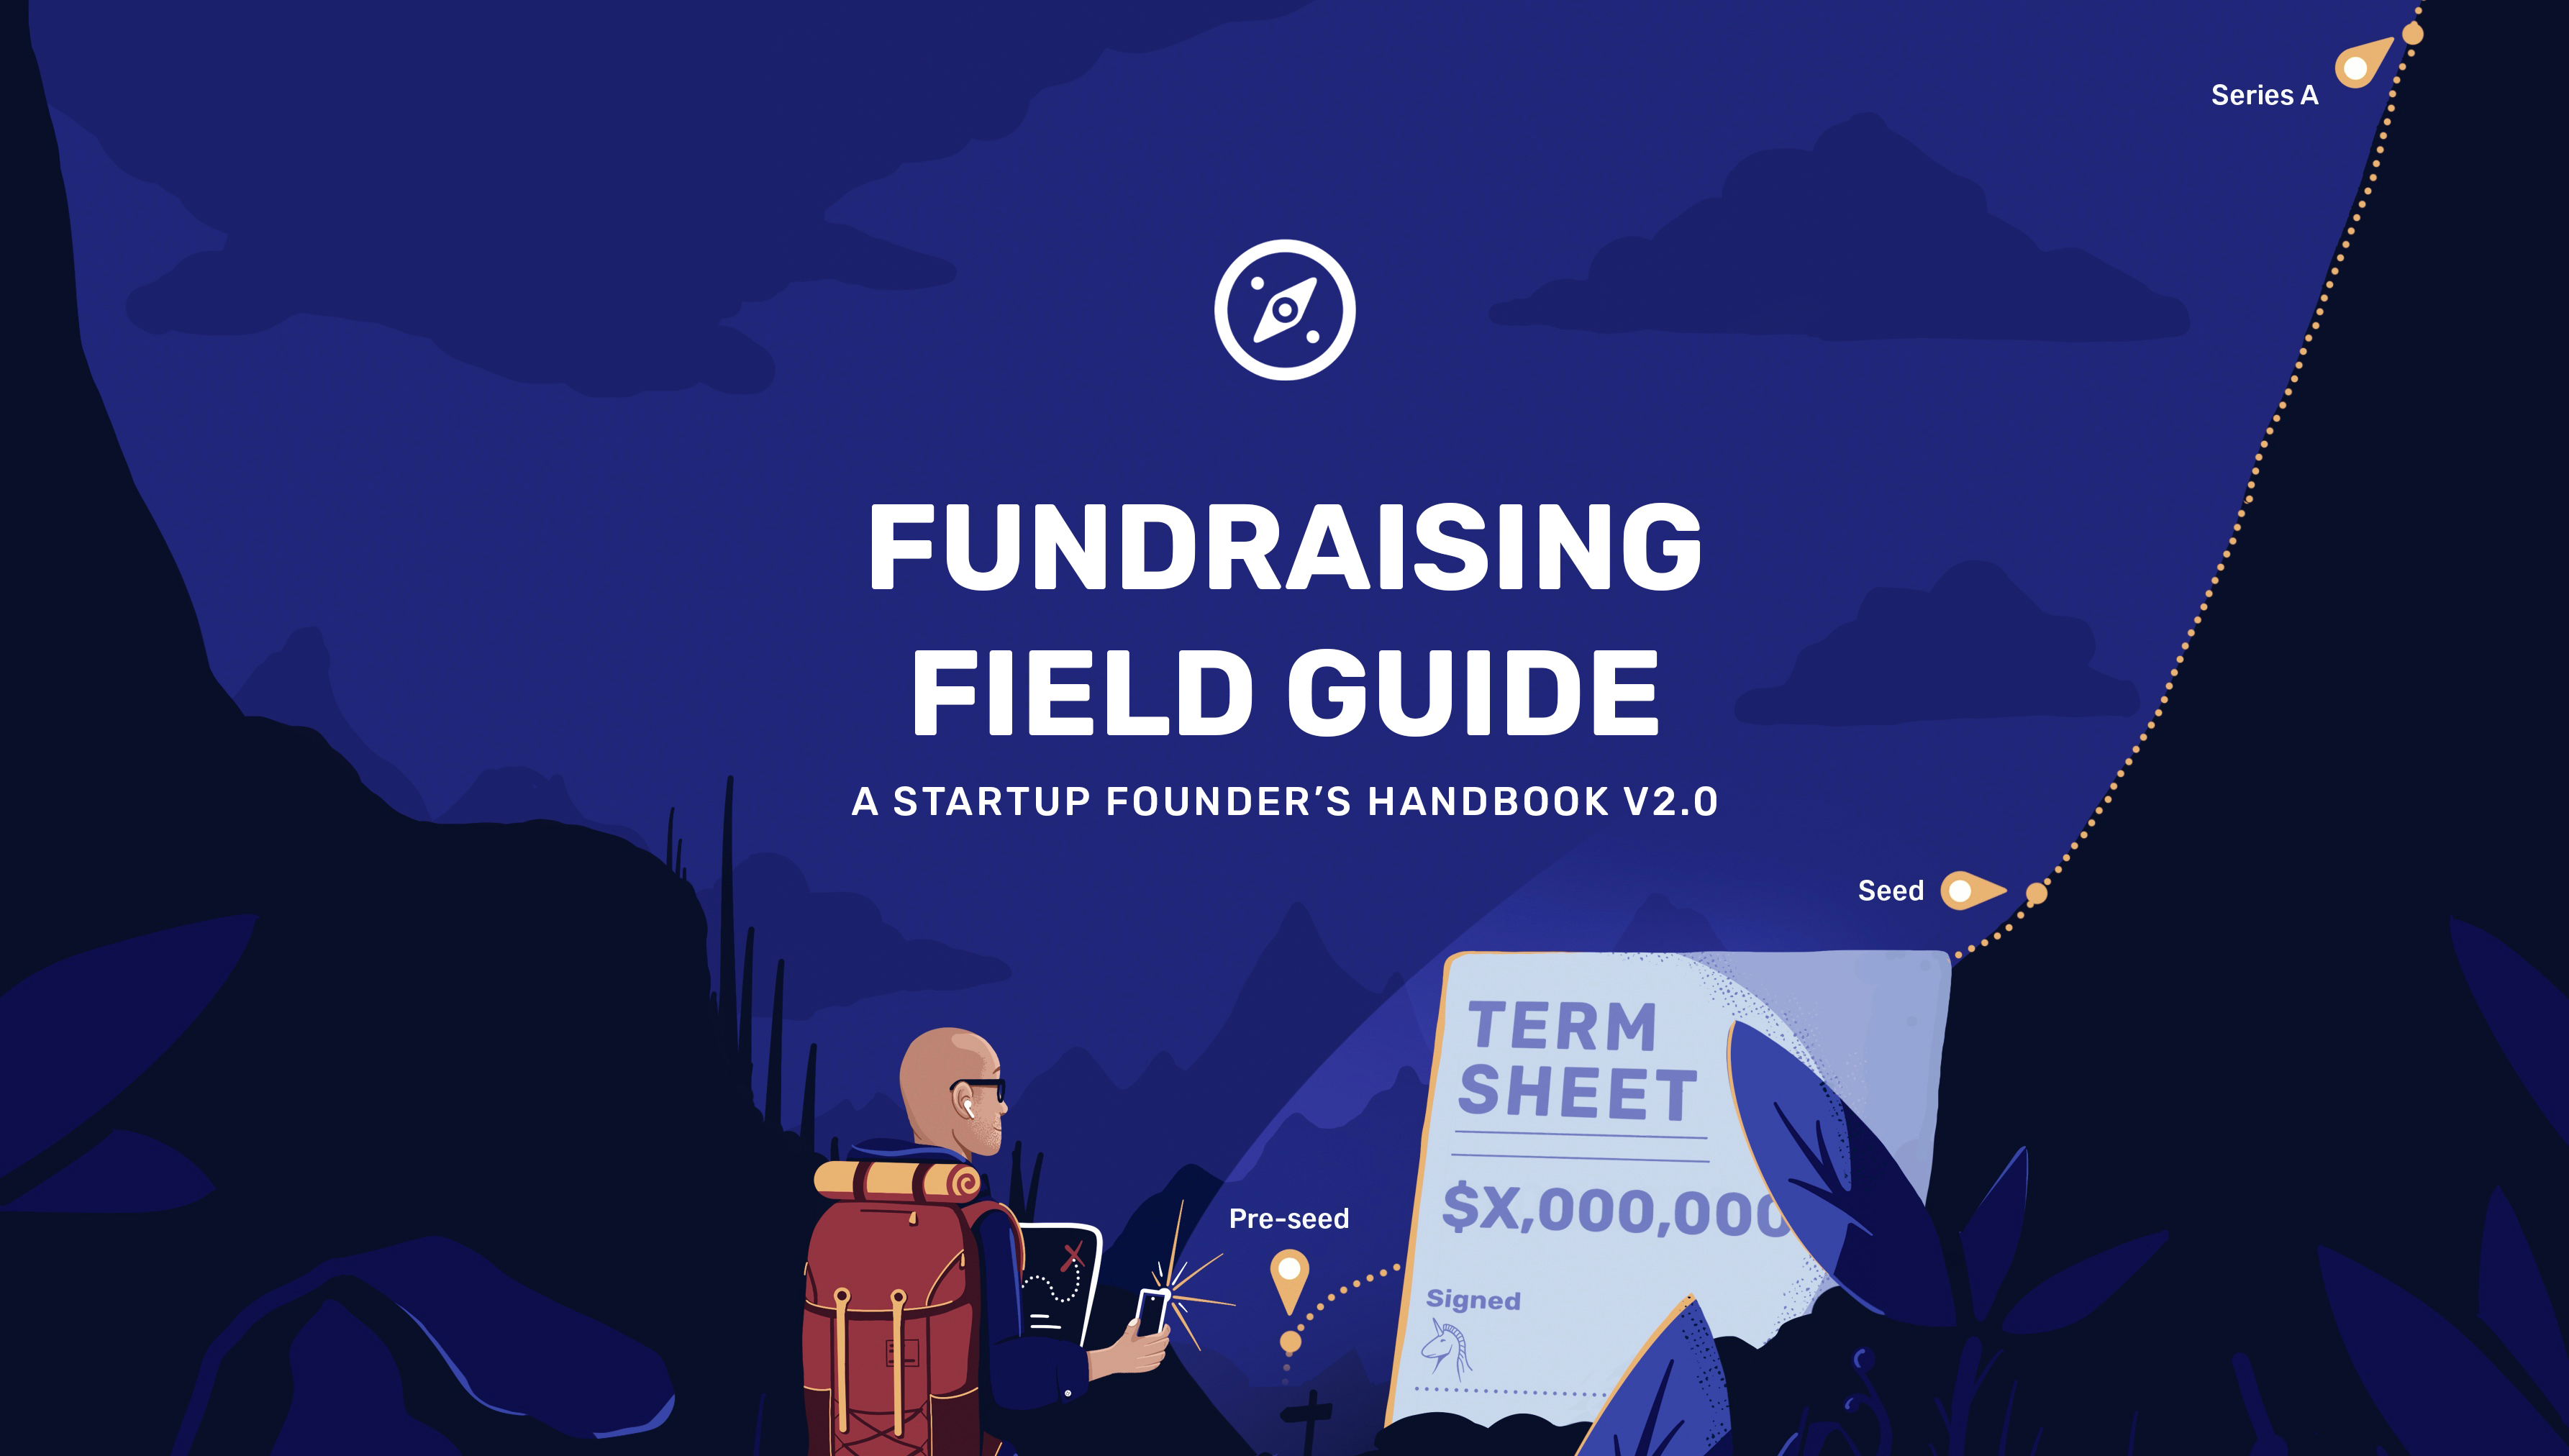 Series A
FUNDRAISING
FIELD GUIDE
A STARTUP FOUNDER’S HANDBOOK V2.0
Seed
TERM
SHEET
$X,000,000
Signed
Pre-seed